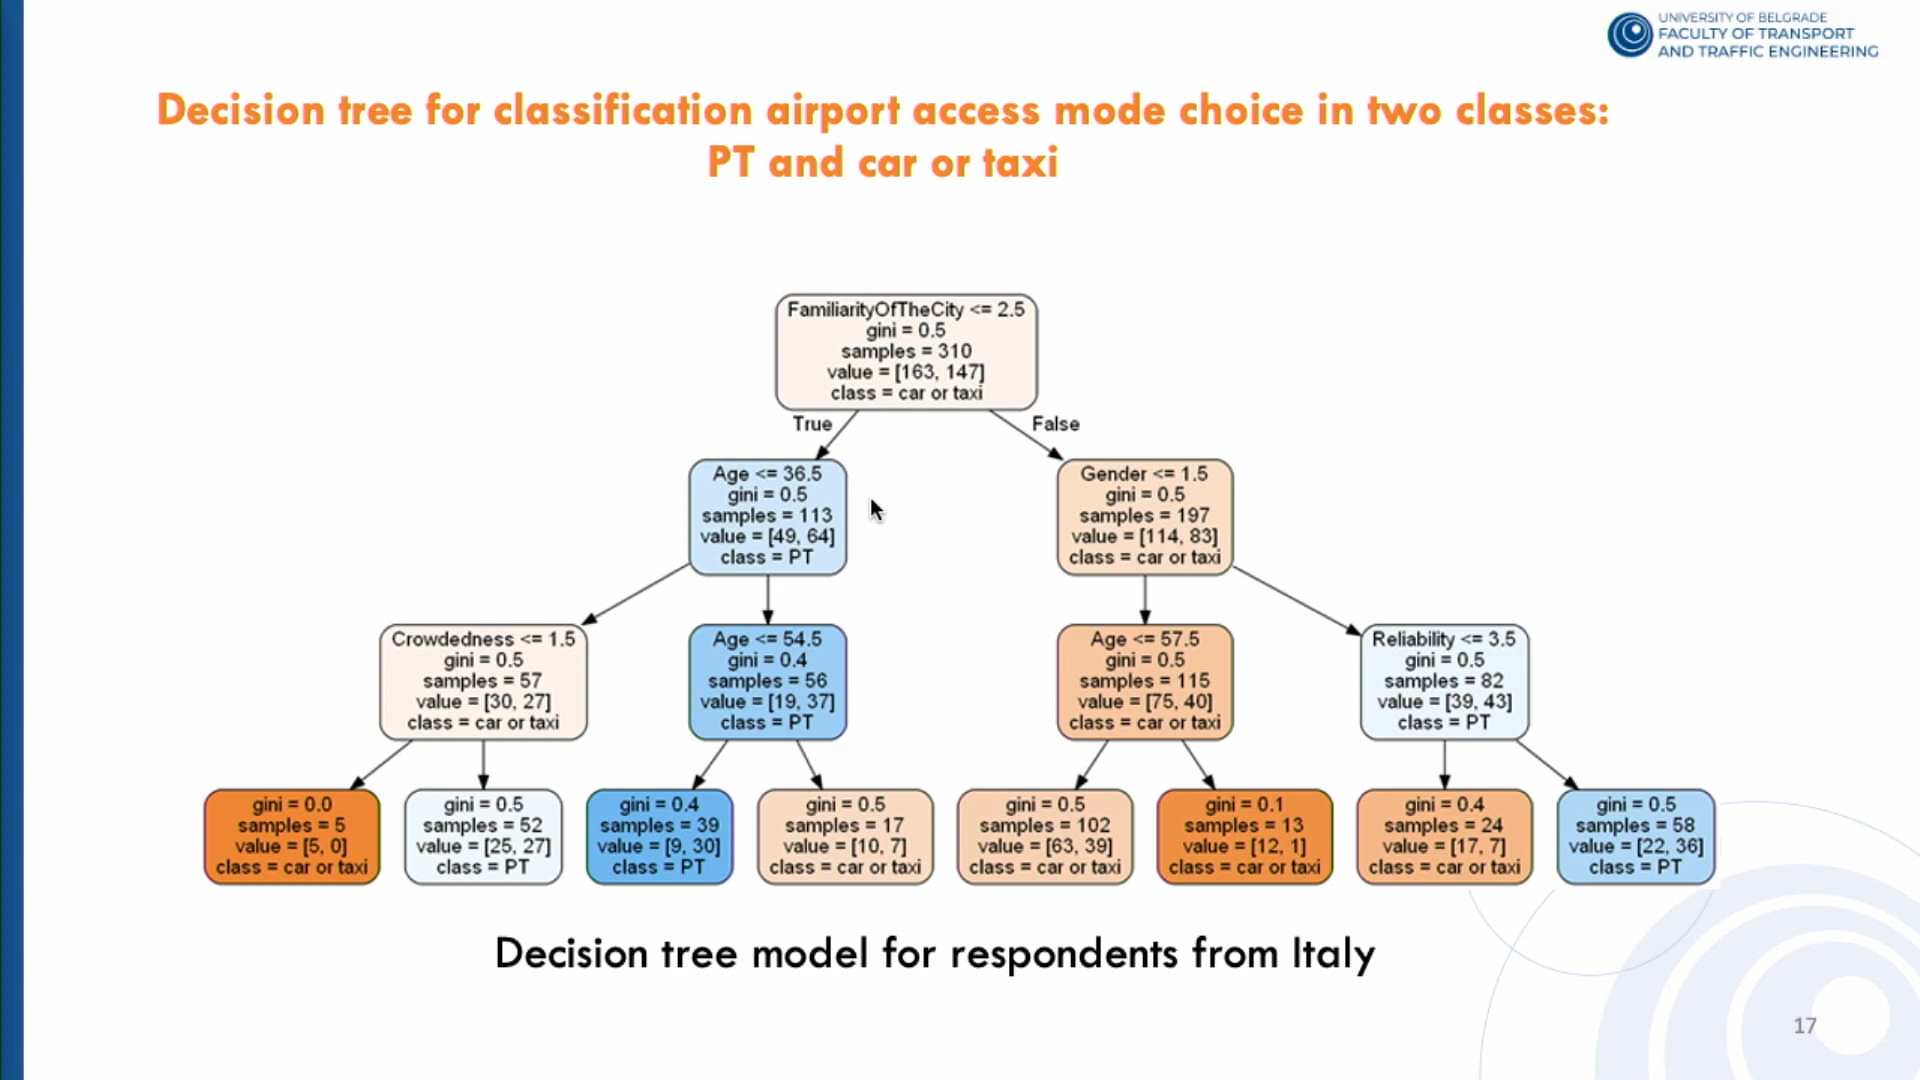 UNIVERSITY OF BELGRADE
FACULTY OF TRANSPORT
AND TRAFFIC ENGINEERING
Decision tree for classification airport access mode choice in two classes:
PT and car or taxi
FamiliarityOfTheCity <= 2.5
gini = 0.5
samples = 310
value = [163, 147]
class = car or taxi
True
False
Age <= 36.5
gini = 0.5
samples = 113
value = [49, 64]
class = PT
Gender <= 1.5
gini = 0.5
samples = 197
value = [114, 83]
class = car or taxi
Crowdedness <= 1.5
gini = 0.5
samples = 57
value = [30, 27]
class = car or taxi
Age <= 54.5
gini = 0.4
samples = 56
value = [19, 37]
class = PT
Age <= 57.5
gini = 0.5
samples = 115
value = [75, 40]
class = car or taxi
Reliability <= 3.5
gini = 0.5
samples = 82
value = [39, 43]
class = PT
gini = 0.0
samples = 5
value = [5, 0]
class = car or taxi
gini = 0.5
samples = 52
value = [25, 27]
class = PT
gini = 0.4
samples = 39
value = [9, 30]
class = PT
gini = 0.5
samples = 17
value = [10, 7]
class = car or taxi
gini = 0.5
samples = 102
value = [63, 39]
class = car or taxi
gini = 0.1
samples = 13
value = [12, 1]
class = car or taxi
gini = 0.4
samples = 24
value = [17, 7]
class = car or taxi
gini = 0.5
samples = 58
value = [22, 36]
class = PT
Decision tree model for respondents from Italy
17